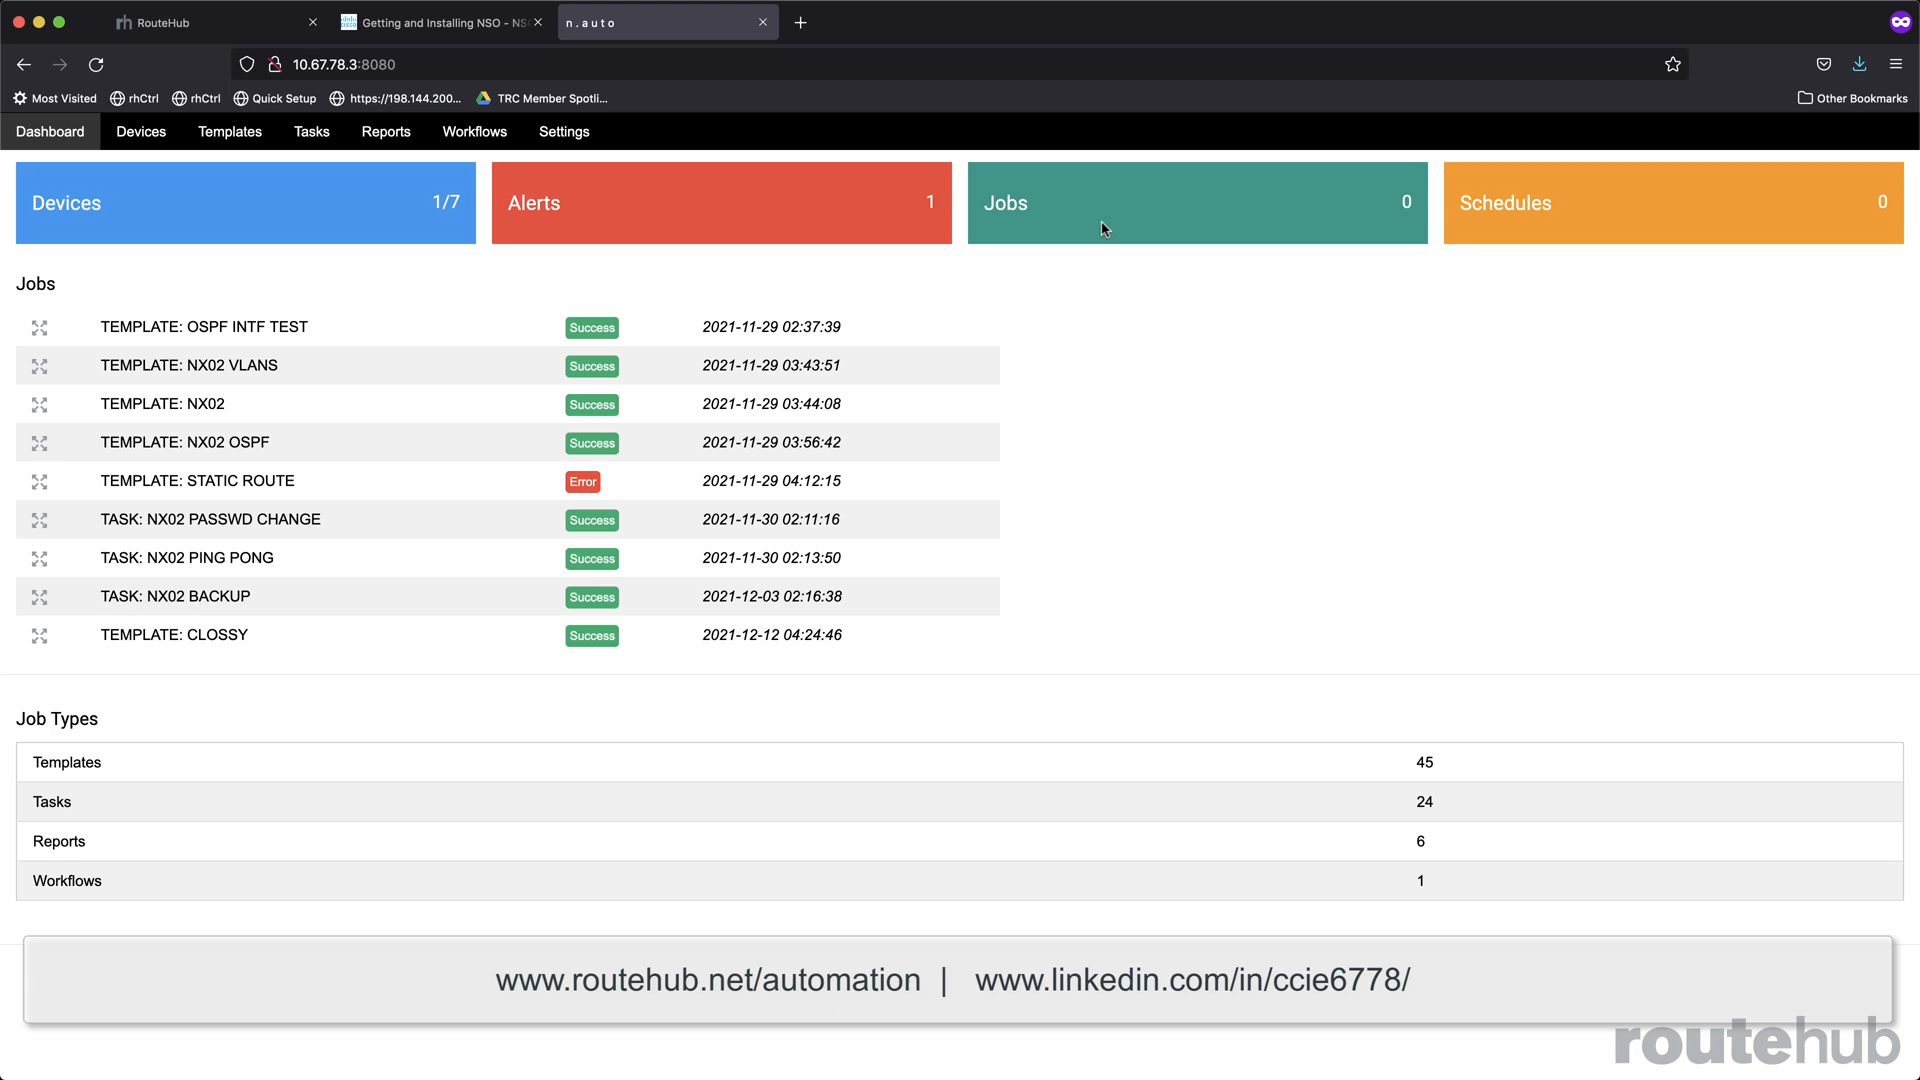 RouteHub
Getting and Installing NSO - NS
n.auto
10.67.78.3:8080
Most Visited rhCtrl rhCtrl Quick Setup https://198.144.200... TRC Member Spotli... Other Bookmarks
Dashboard Devices Templates Tasks Reports Workflows Settings
Devices 1/7 Alerts 1 Jobs 0 Schedules 0
Jobs
TEMPLATE: OSPF INTF TEST Success 2021-11-29 02:37:39
TEMPLATE: NX02 VLANS Success 2021-11-29 03:43:51
TEMPLATE: NX02 Success 2021-11-29 03:44:08
TEMPLATE: NX02 OSPF Success 2021-11-29 03:56:42
TEMPLATE: STATIC ROUTE Error 2021-11-29 04:12:15
TASK: NX02 PASSWD CHANGE Success 2021-11-30 02:11:16
TASK: NX02 PING PONG Success 2021-11-30 02:13:50
TASK: NX02 BACKUP Success 2021-12-03 02:16:38
TEMPLATE: CLOSSY Success 2021-12-12 04:24:46
Job Types
Templates 45
Tasks 24
Reports 6
Workflows 1
www.routehub.net/automation | www.linkedin.com/in/ccie6778/
routehub